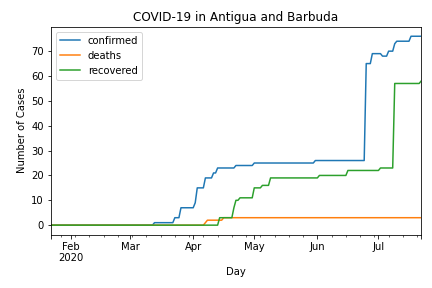 COVID-19 in Antigua and Barbuda
confirmed
deaths
recovered
Number of Cases
70
60
50
40
30
20
10
0
Feb Mar Apr May Jun Jul
2020
Day